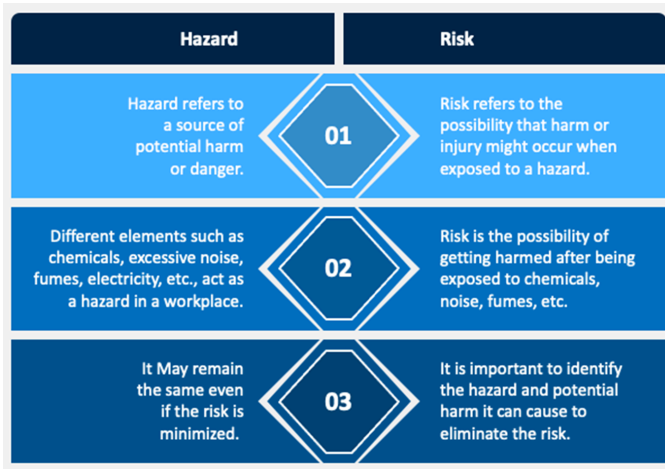 Hazard
Risk
Hazard refers to
a source of
potential harm
or danger.
01
Risk refers to the
possibility that harm or
injury might occur when
exposed to a hazard.
Different elements such as
chemicals, excessive noise,
fumes, electricity, etc., act as
a hazard in a workplace.
02
Risk is the possibility of
getting harmed after being
exposed to chemicals,
noise, fumes, etc.
It May remain
the same even
if the risk is
minimized.
03
It is important to identify
the hazard and potential
harm it can cause to
eliminate the risk.